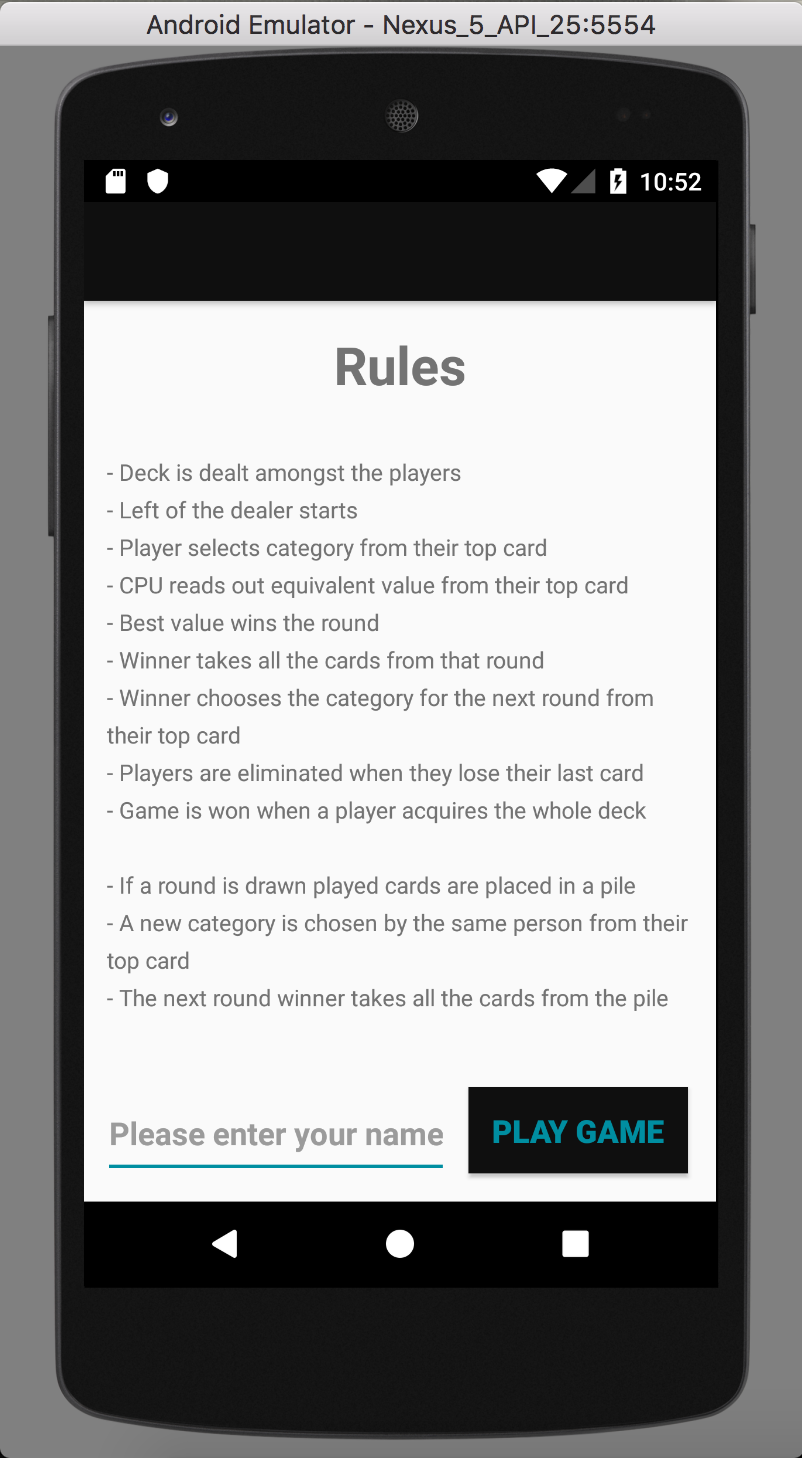 Android Emulator - Nexus_5_API_25:5554
10:52
Rules
- Deck is dealt amongst the players
- Left of the dealer starts
- Player selects category from their top card
- CPU reads out equivalent value from their top card
- Best value wins the round
- Winner takes all the cards from that round
- Winner chooses the category for the next round from
their top card
- Players are eliminated when they lose their last card
- Game is won when a player acquires the whole deck
- If a round is drawn played cards are placed in a pile
- A new category is chosen by the same person from their
top card
- The next round winner takes all the cards from the pile
Please enter your name
PLAY GAME